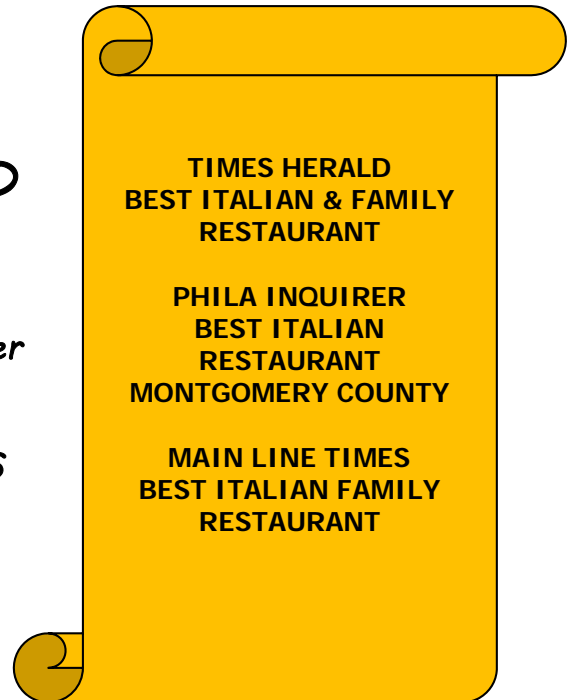 TIMES HERALD
BEST ITALIAN & FAMILY
RESTAURANT
PHILA INQUIRER
BEST ITALIAN
RESTAURANT
MONTGOMERY COUNTY
MAIN LINE TIMES
BEST ITALIAN FAMILY
RESTAURANT